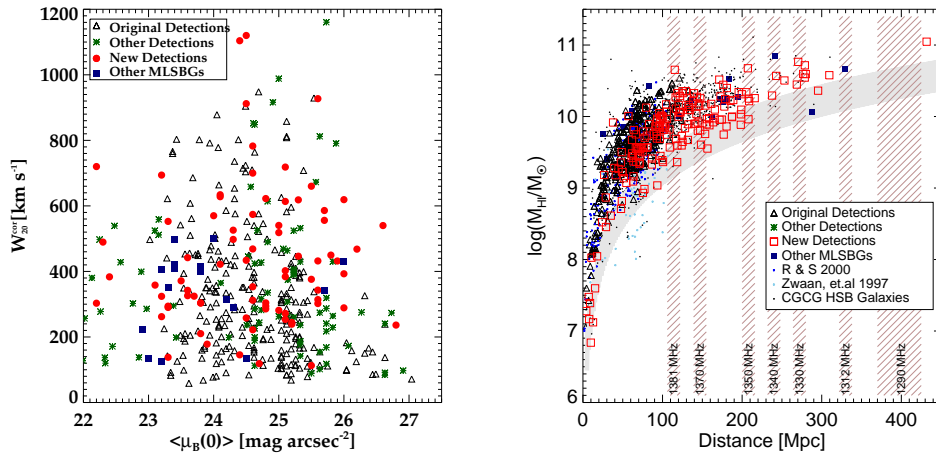 Original Detections
Other Detections
New Detections
Other MLSBGs
1200
1000
800
600
400
200
0
W₂₀ᶜᵒʳ[km s⁻¹]
22 23 24 25 26 27
<μB(0)> [mag arcsec⁻²]
11
10
9
8
7
6
log(M_HI/M☉)
Original Detections
Other Detections
New Detections
Other MLSBGs
R & S 2000
Zwaan, et.al 1997
CGCG HSB Galaxies
1381 MHz
1370 MHz
1350 MHz
1340 MHz
1330 MHz
1312 MHz
1290 MHz
0 100 200 300 400
Distance [Mpc]